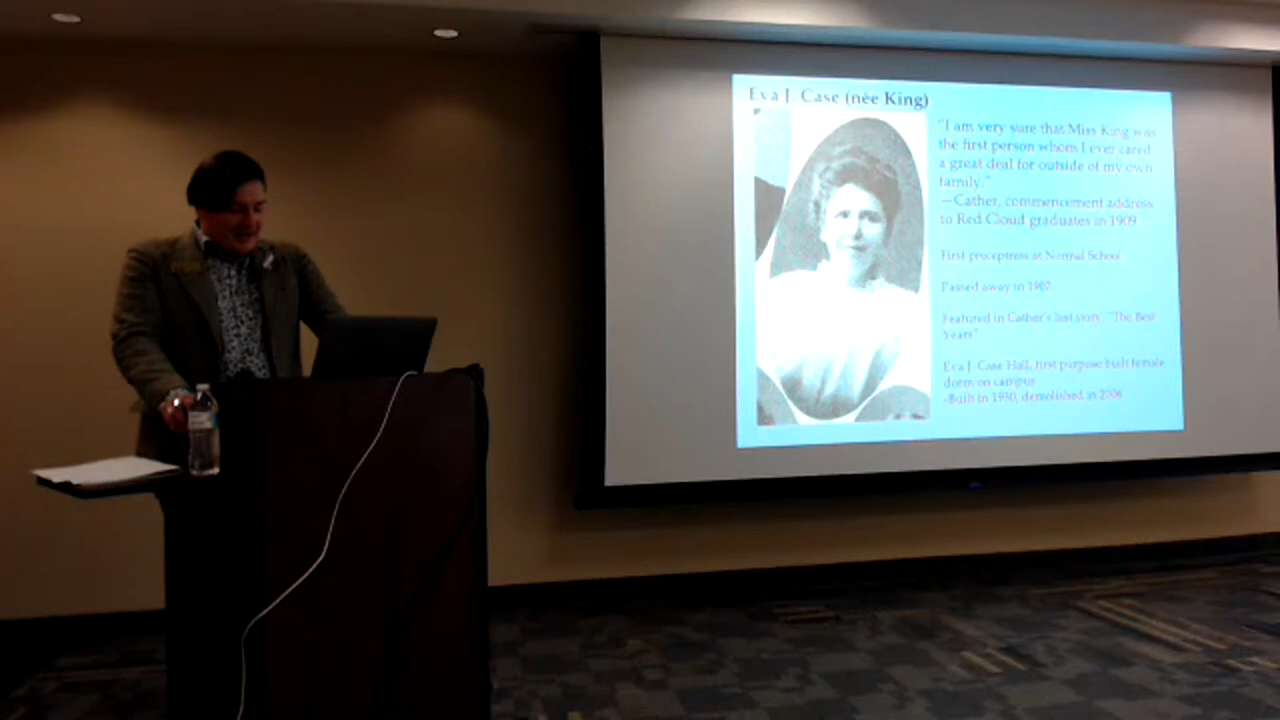 Eva J. Case (née King)
"I am very sure that Miss King was
the first person whom I ever cared
a great deal for outside of my own
family."
—Cather, commencement address
to Red Cloud graduates in 1909
First preceptress at Normal School
Passed away in
Featured in Cather's last story, "The Best
Years"
Eva J. Case Hall, first purpose built female
dorm on campus
-Built in 1930, demolished in 2006